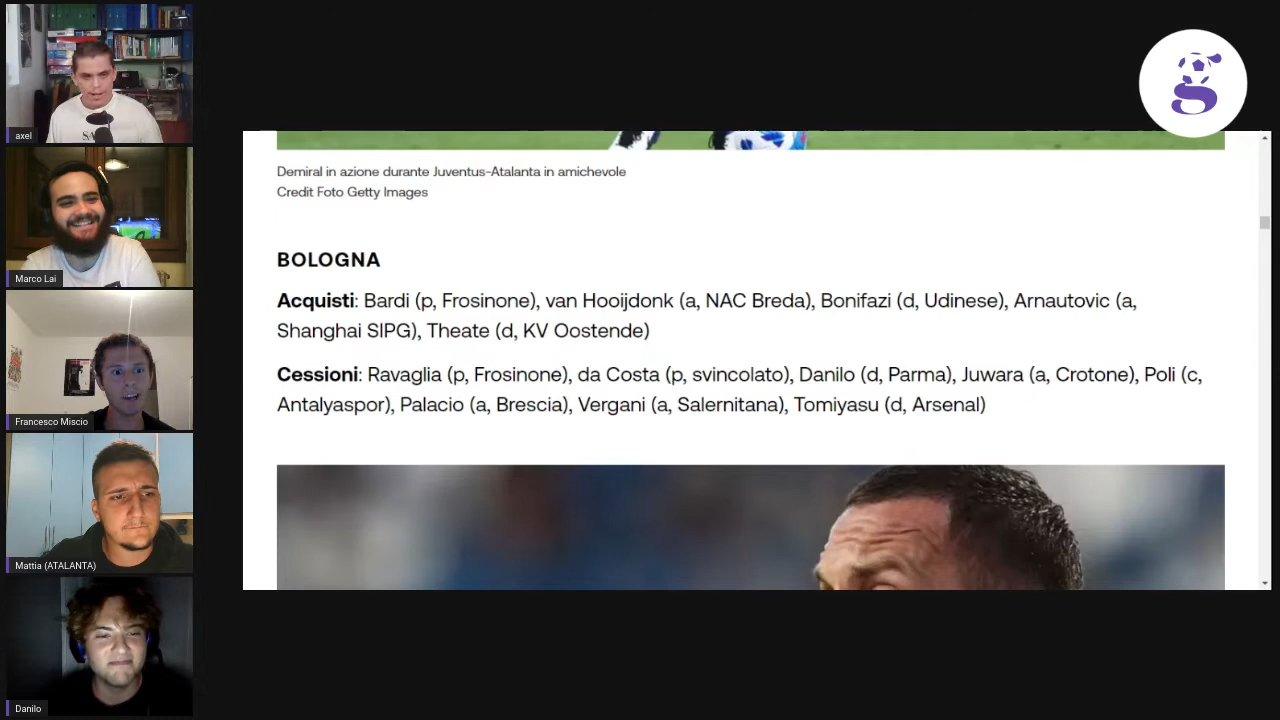 axel
Marco Lai
Francesco Miscio
Mattia (ATALANTA)
Danilo
g
Demiral in azione durante Juventus-Atalanta in amichevole
Credit Foto Getty Images
BOLOGNA
Acquisti: Bardi (p, Frosinone), van Hooijdonk (a, NAC Breda), Bonifazi (d, Udinese), Arnautovic (a,
Shanghai SIPG), Theate (d, KV Oostende)
Cessioni: Ravaglia (p, Frosinone), da Costa (p, svincolato), Danilo (d, Parma), Juwara (a, Crotone), Poli (c,
Antalyaspor), Palacio (a, Brescia), Vergani (a, Salernitana), Tomiyasu (d, Arsenal)